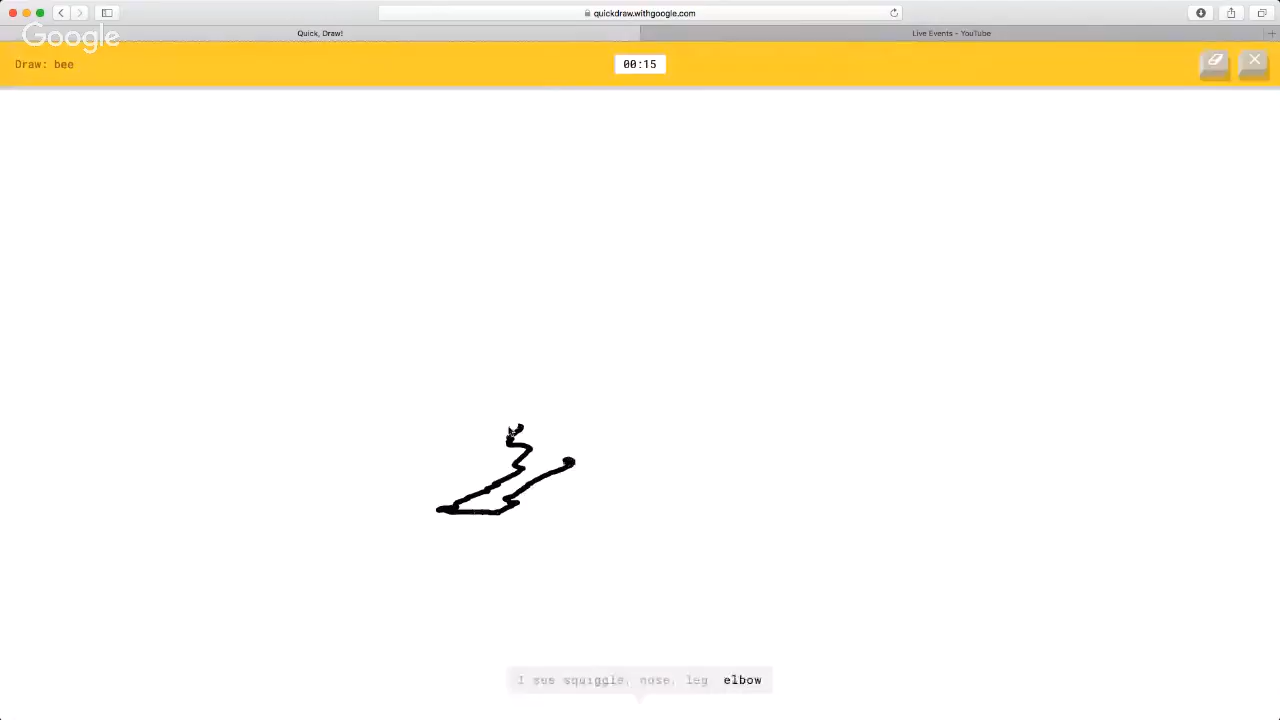 quickdraw.withgoogle.com
Google
Quick, Draw!
Live Events - YouTube
Draw: bee
00:15
I see squiggle, nose, leg elbow